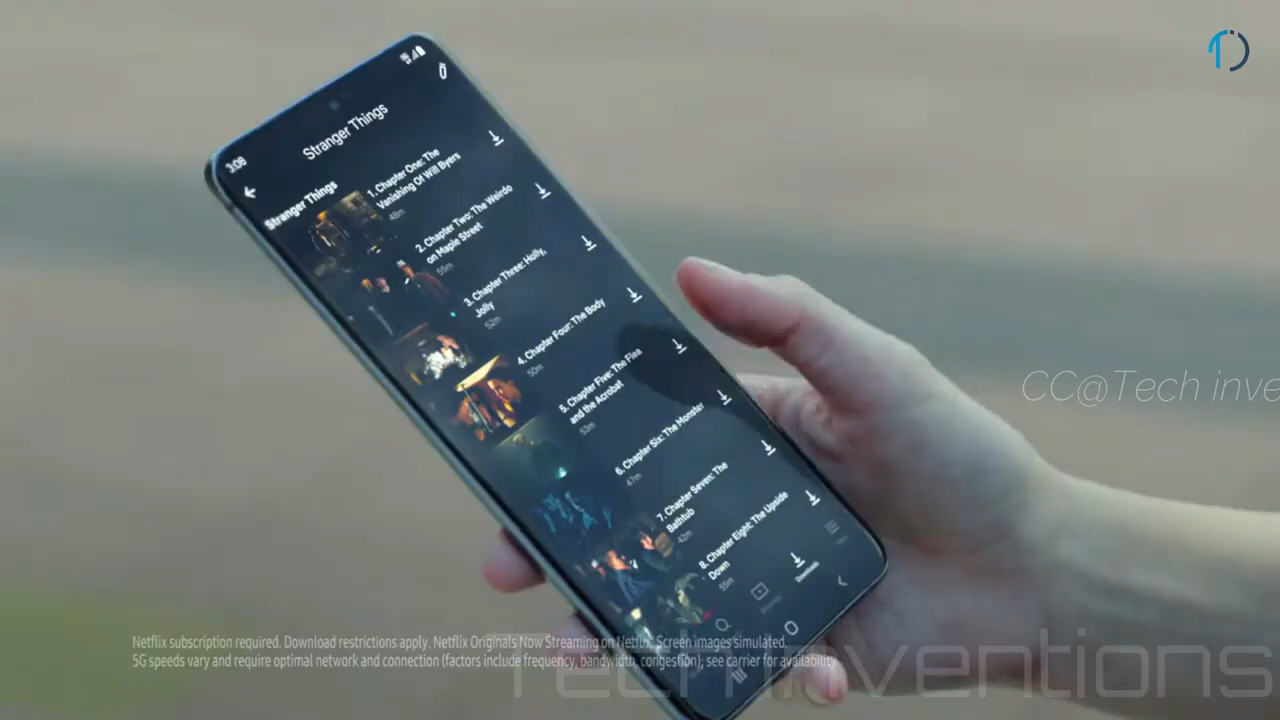 3:08
Stranger Things
Stranger Things
1. Chapter One: The
Vanishing Of Will Byers
48m
2. Chapter Two: The Weirdo
on Maple Street
55m
3. Chapter Three: Holly,
Jolly
52m
4. Chapter Four: The Body
50m
5. Chapter Five: The Flea
and the Acrobat
53m
6. Chapter Six: The Monster
47m
7. Chapter Seven: The
Bathtub
42m
8. Chapter Eight: The Upside
Down
55m
Downloads
CC@Tech inve
Netflix subscription required. Download restrictions apply. Netflix Originals Now Streaming on Netflix. Screen images simulated.
5G speeds vary and require optimal network and connection (factors include frequency, bandwidth, congestion); see carrier for availability
Tech inventions